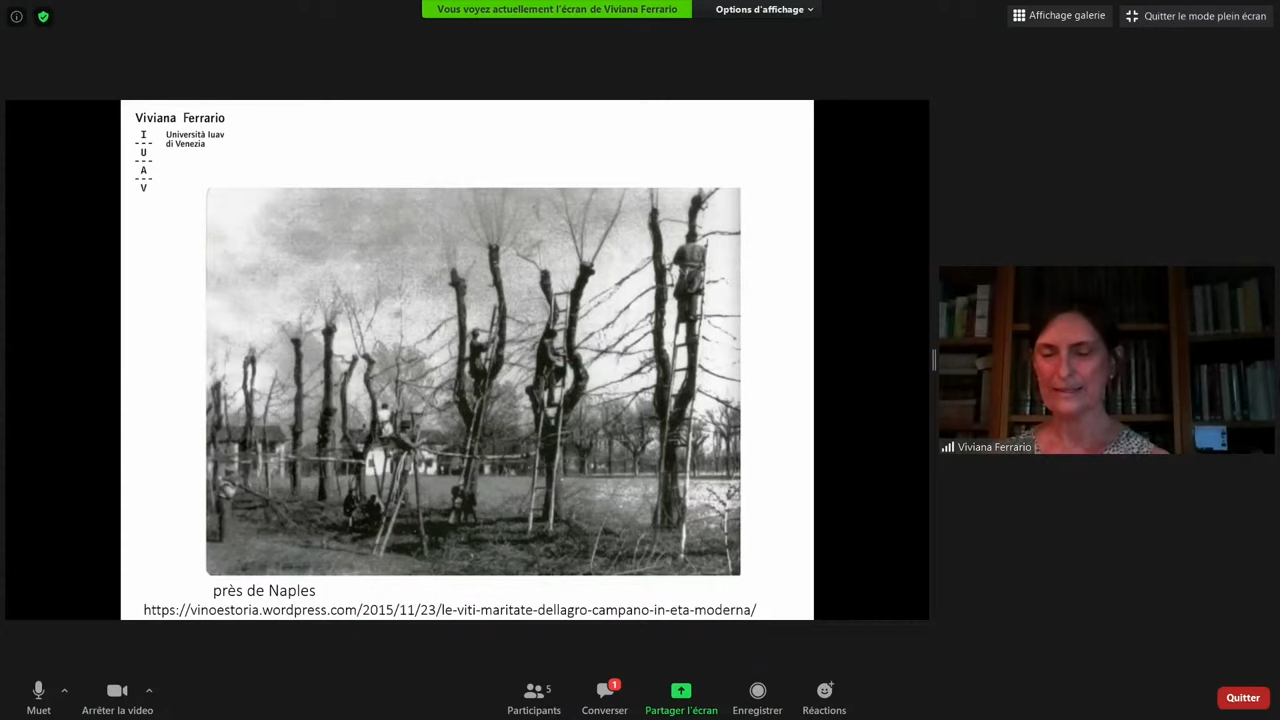 Vous voyez actuellement l'écran de Viviana Ferrario
Options d'affichage
Affichage galerie
Quitter le mode plein écran
Viviana Ferrario
I
U
A
V
Università Iuav
di Venezia
près de Naples
https://vinoestoria.wordpress.com/2015/11/23/le-viti-maritate-dellagro-campano-in-eta-moderna/
Viviana Ferrario
Muet
Arrêter la video
5
Participants
1
Converser
Partager l'écran
Enregistrer
Réactions
Quitter